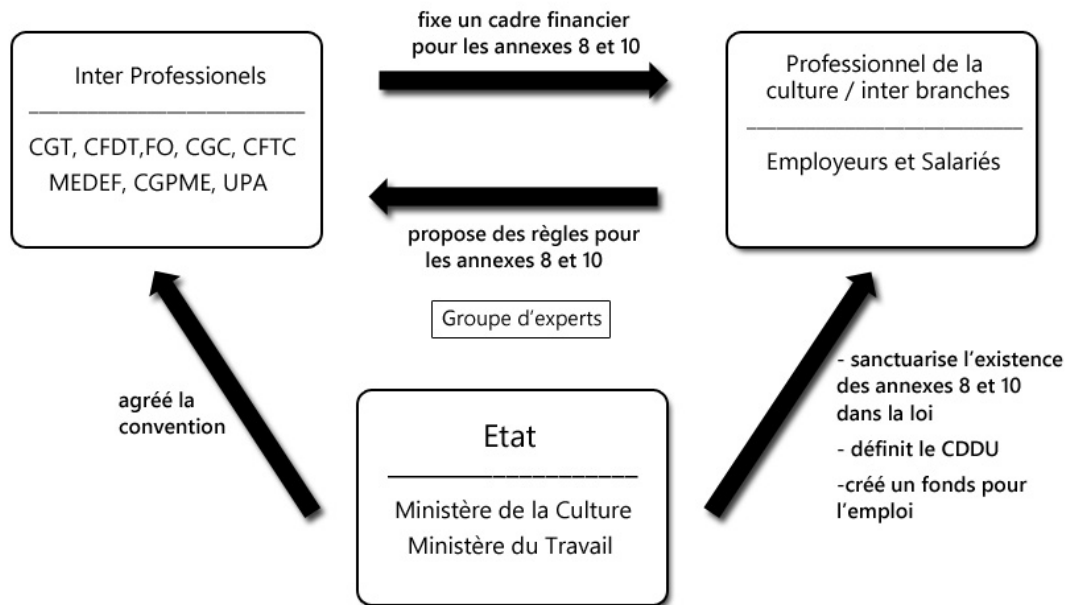 fixe un cadre financier
pour les annexes 8 et 10
Inter Professionels
CGT, CFDT,FO, CGC, CFTC
MEDEF, CGPME, UPA
Professionnel de la
culture / inter branches
Employeurs et Salariés
propose des règles pour
les annexes 8 et 10
Groupe d'experts
agréé la
convention
Etat
Ministère de la Culture
Ministère du Travail
- sanctuarise l'existence
des annexes 8 et 10
dans la loi
- définit le CDDU
-créé un fonds pour
l'emploi